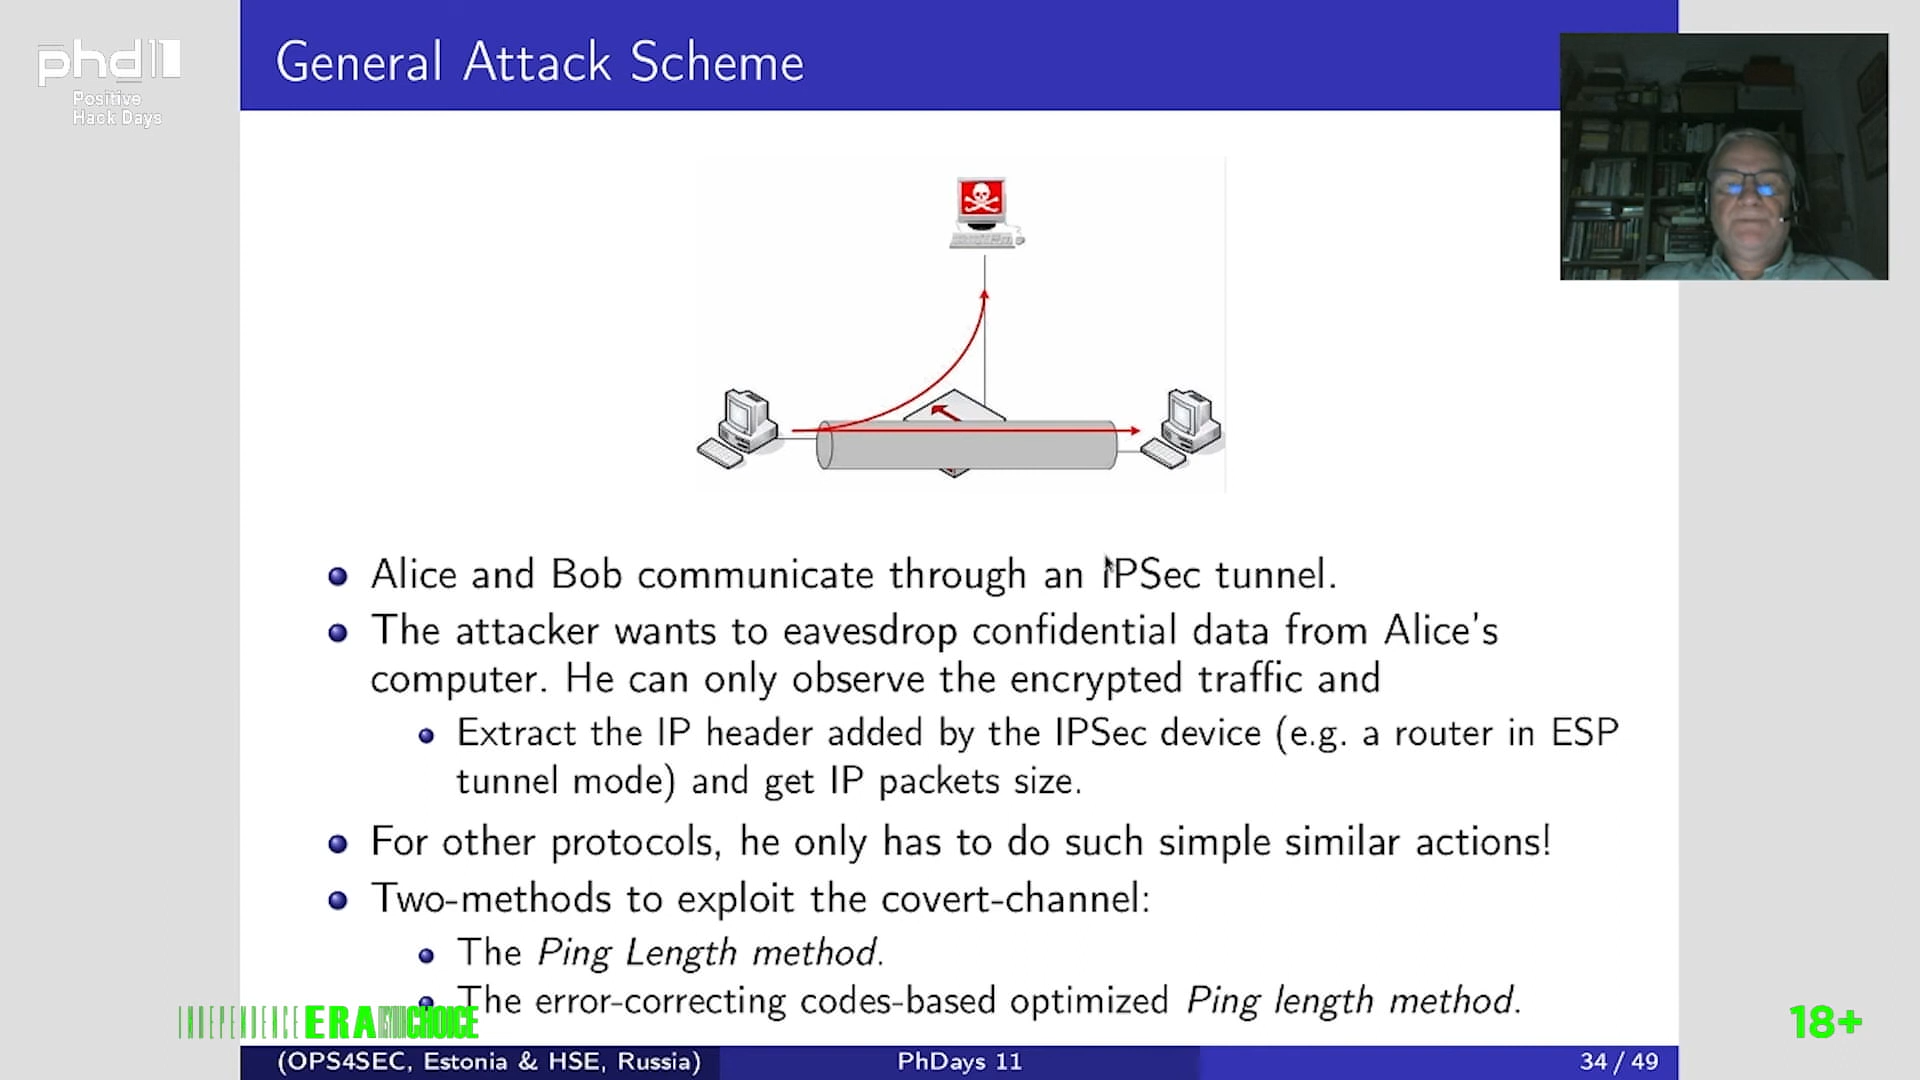 phd11
Positive
Hack Days
General Attack Scheme
Alice and Bob communicate through an IPSec tunnel.
The attacker wants to eavesdrop confidential data from Alice's
computer. He can only observe the encrypted traffic and
Extract the IP header added by the IPSec device (e.g. a router in ESP
tunnel mode) and get IP packets size.
For other protocols, he only has to do such simple similar actions!
Two-methods to exploit the covert-channel:
The Ping Length method.
The error-correcting codes-based optimized Ping length method.
INDEPENDENCE ERA CHOICE
18+
(OPS4SEC, Estonia & HSE, Russia)
PhDays 11
34 / 49